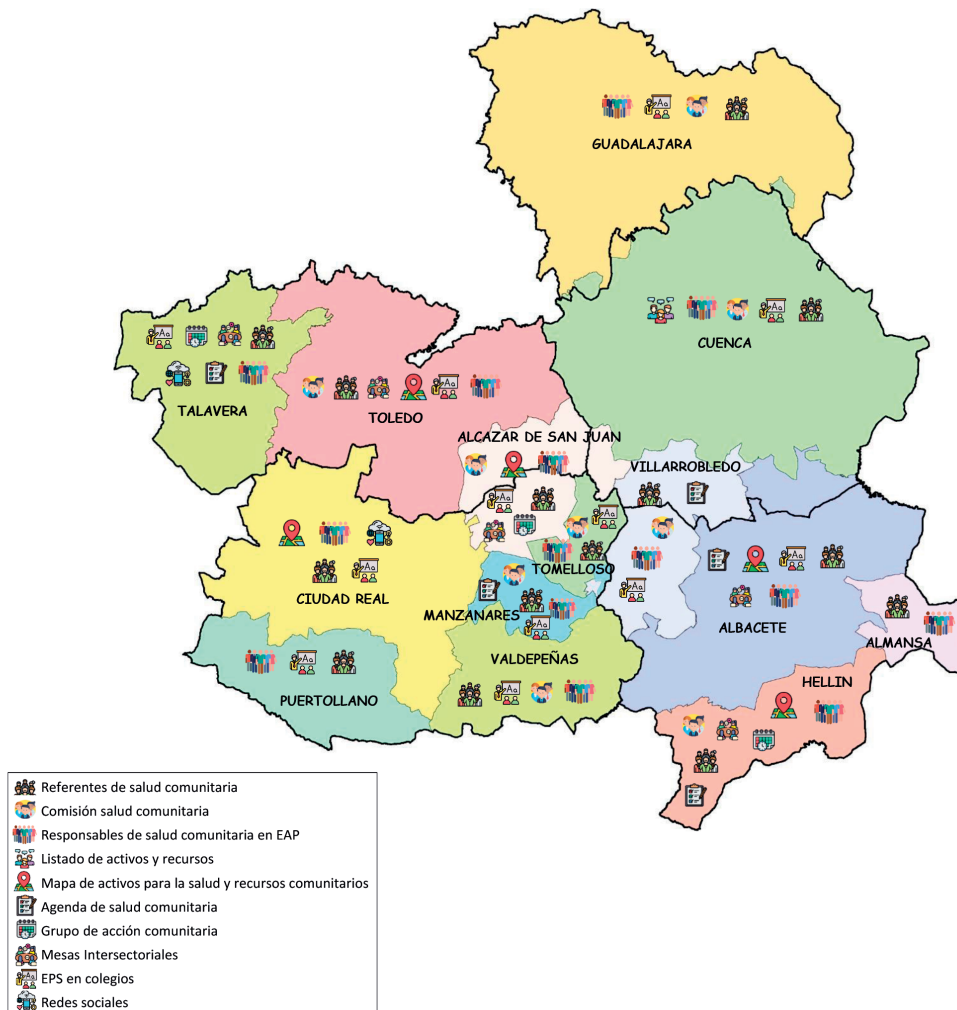 GUADALAJARA
CUENCA
TALAVERA
TOLEDO
ALCAZAR DE SAN JUAN
VILLARROBLEDO
TOMELLOSO
CIUDAD REAL
MANZANARES
ALBACETE
ALMANSA
VALDEPEÑAS
HELLIN
PUERTOLLANO
Referentes de salud comunitaria
Comisión salud comunitaria
Responsables de salud comunitaria en EAP
Listado de activos y recursos
Mapa de activos para la salud y recursos comunitarios
Agenda de salud comunitaria
Grupo de acción comunitaria
Mesas Intersectoriales
EPS en colegios
Redes sociales